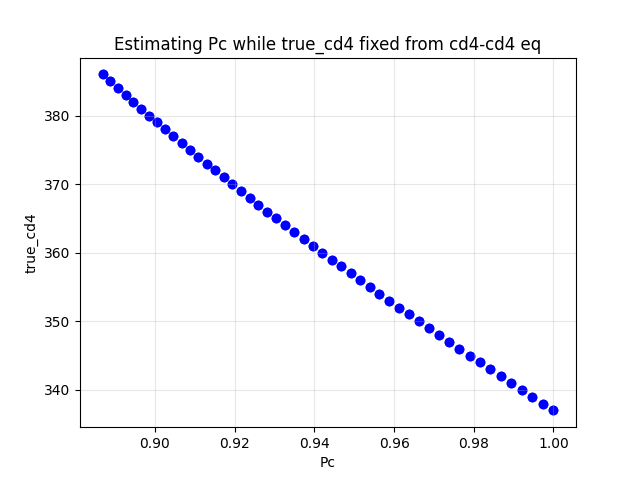 Estimating Pc while true_cd4 fixed from cd4-cd4 eq
380
370
360
350
340
true_cd4
0.90 0.92 0.94 0.96 0.98 1.00
Pc